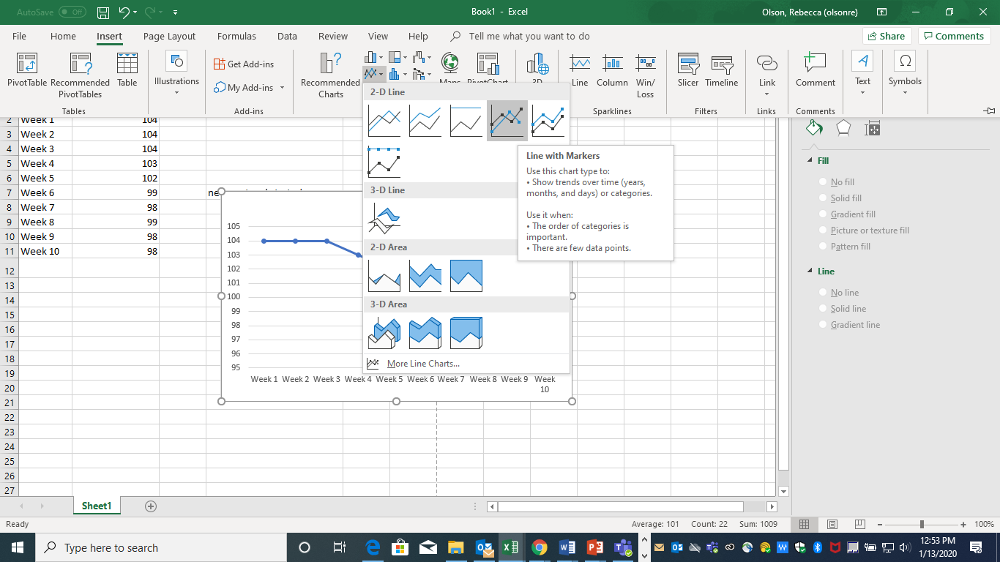 AutoSave Off Book1 - Excel Olson, Rebecca (olsonre)
File Home Insert Page Layout Formulas Data Review View Help Tell me what you want to do Share Comments
PivotTable Recommended PivotTables Table
Tables
Illustrations
Get Add-ins
My Add-ins
Add-ins
Recommended Charts
Maps PivotChart 3D
Line Column Win/Loss
Sparklines
Slicer Timeline
Filters
Link
Links
Comment
Comments
Text
Symbols
2-D Line
3-D Line
2-D Area
3-D Area
More Line Charts...
Line with Markers
Use this chart type to:
• Show trends over time (years,
months, and days) or categories.
Use it when:
• The order of categories is
important.
• There are few data points.
2 Week 1 104
3 Week 2 104
4 Week 3 104
5 Week 4 103
6 Week 5 102
7 Week 6 99
8 Week 7 98
9 Week 8 99
10 Week 9 98
11 Week 10 98
12
13
14
15
16
17
18
19
20
21
22
23
24
25
26
27
105
104
103
102
101
100
99
98
97
96
95
Week 1 Week 2 Week 3 Week 4 Week 5 Week 6 Week 7 Week 8 Week 9 Week
10
Fill
No fill
Solid fill
Gradient fill
Picture or texture fill
Pattern fill
Line
No line
Solid line
Gradient line
Sheet1
Ready Average: 101 Count: 22 Sum: 1009 100%
Type here to search
12:53 PM
1/13/2020